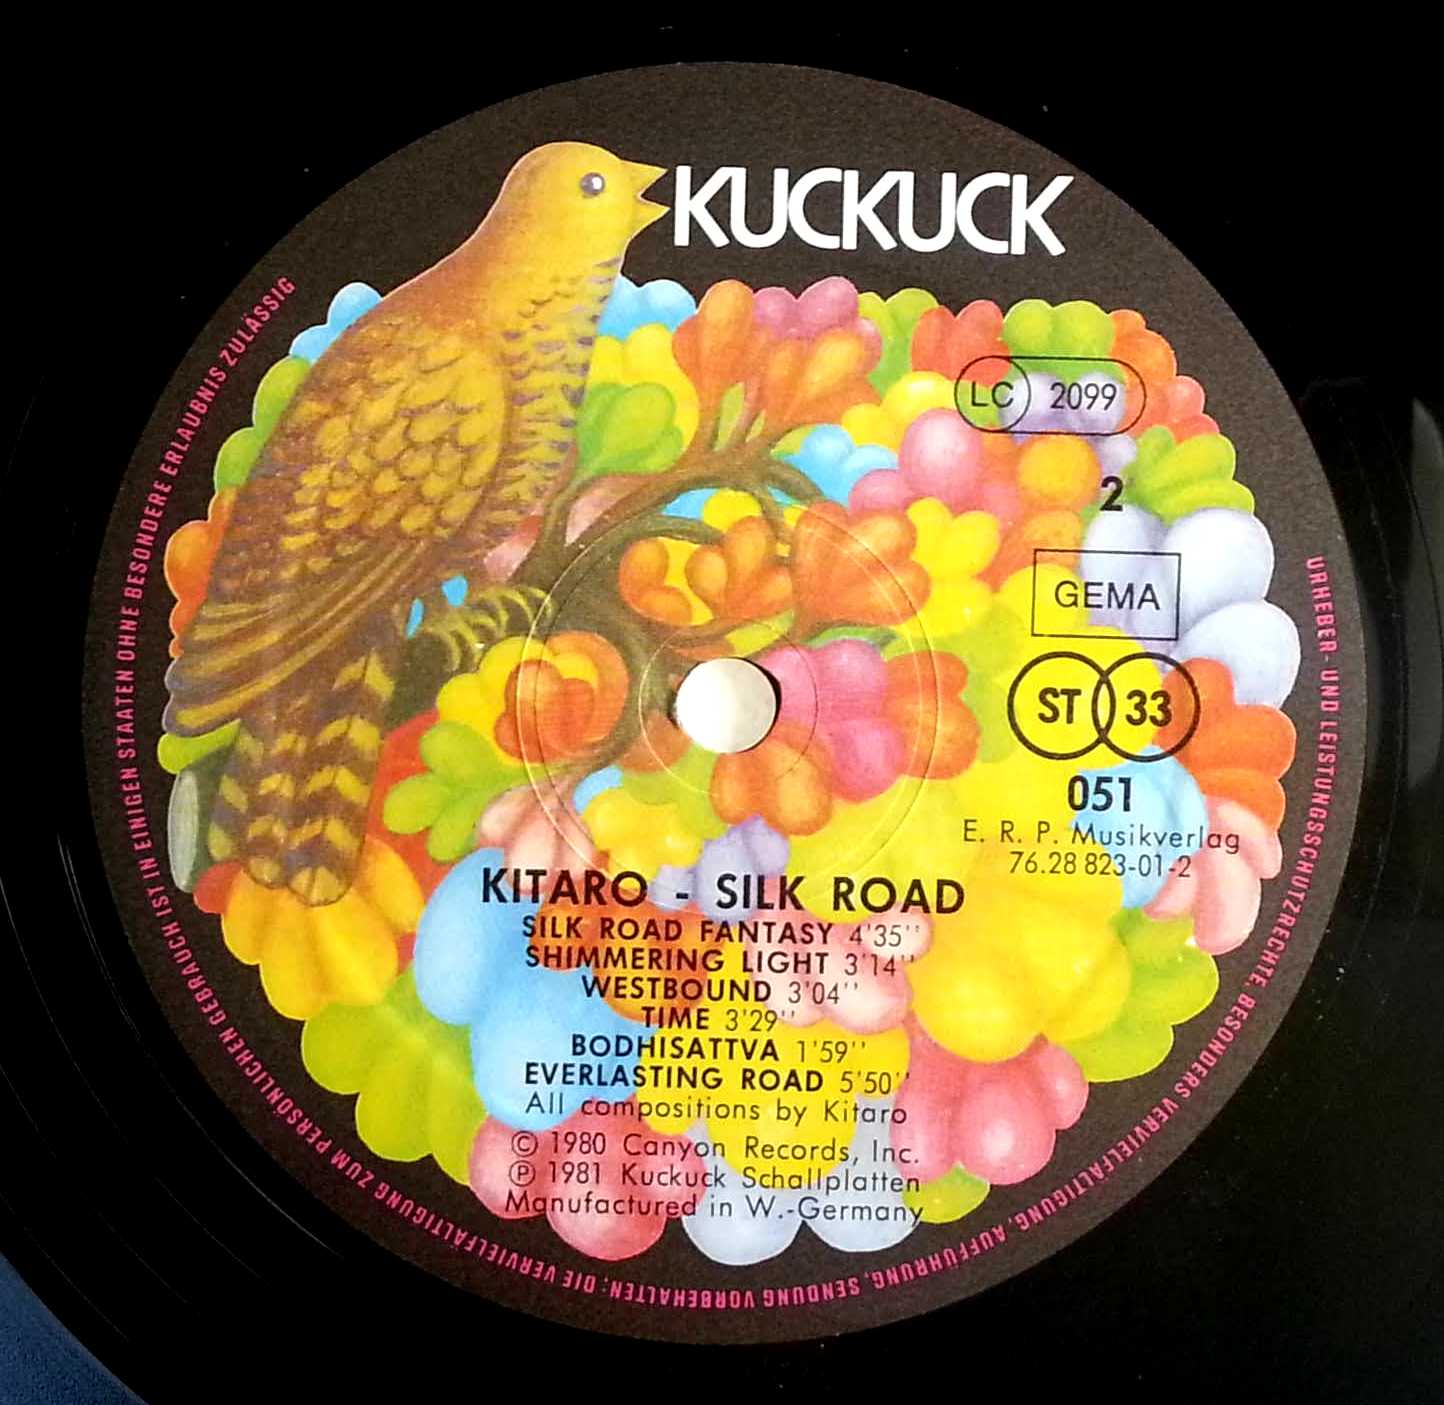 KUCKUCK
LC 2099
2
GEMA
ST 33
051
E. R. P. Musikverlag
76.28 823-01-2
KITARO - SILK ROAD
SILK ROAD FANTASY 4'35''
SHIMMERING LIGHT 3'14''
WESTBOUND 3'04''
TIME 3'29''
BODHISATTVA 1'59''
EVERLASTING ROAD 5'50''
All compositions by Kitaro
© 1980 Canyon Records, Inc.
℗ 1981 Kuckuck Schallplatten
Manufactured in W.-Germany
URHEBER- UND LEISTUNGSSCHUTZRECHTE, BESONDERS VERVIELFÄLTIGUNG, AUFFÜHRUNG, SENDUNG VORBEHALTEN; DIE VERVIELFÄLTIGUNG ZUM PERSÖNLICHEN GEBRAUCH IST IN EINIGEN STAATEN OHNE BESONDERE ERLAUBNIS ZULÄSSIG